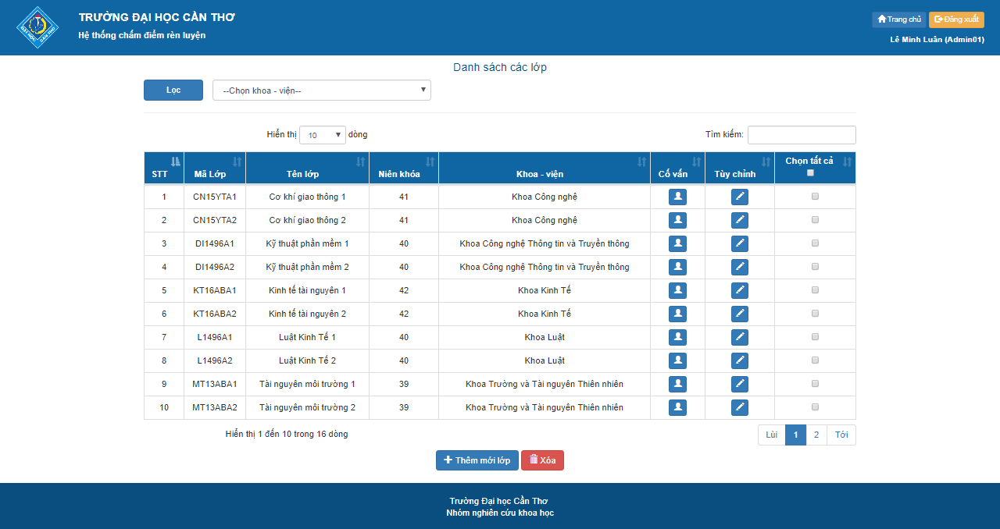 TRƯỜNG ĐẠI HỌC CẦN THƠ
Hệ thống chấm điểm rèn luyện
ĐẠI HỌC CẦN THƠ
Trang chủ Đăng xuất
Lê Minh Luân (Admin01)
Danh sách các lớp
Lọc --Chọn khoa - viện--
Hiển thị 10 dòng Tìm kiếm:
STT Mã Lớp Tên lớp Niên khóa Khoa - viện Cố vấn Tùy chỉnh Chọn tất cả
1 CN15YTA1 Cơ khí giao thông 1 41 Khoa Công nghệ
2 CN15YTA2 Cơ khí giao thông 2 41 Khoa Công nghệ
3 DI1496A1 Kỹ thuật phần mềm 1 40 Khoa Công nghệ Thông tin và Truyền thông
4 DI1496A2 Kỹ thuật phần mềm 2 40 Khoa Công nghệ Thông tin và Truyền thông
5 KT16ABA1 Kinh tế tài nguyên 1 42 Khoa Kinh Tế
6 KT16ABA2 Kinh tế tài nguyên 2 42 Khoa Kinh Tế
7 L1496A1 Luật Kinh Tế 1 40 Khoa Luật
8 L1496A2 Luật Kinh Tế 2 40 Khoa Luật
9 MT13ABA1 Tài nguyên môi trường 1 39 Khoa Trường và Tài nguyên Thiên nhiên
10 MT13ABA2 Tài nguyên môi trường 2 39 Khoa Trường và Tài nguyên Thiên nhiên
Hiển thị 1 đến 10 trong 16 dòng Lùi 1 2 Tới
Thêm mới lớp Xóa
Trường Đại học Cần Thơ
Nhóm nghiên cứu khoa học